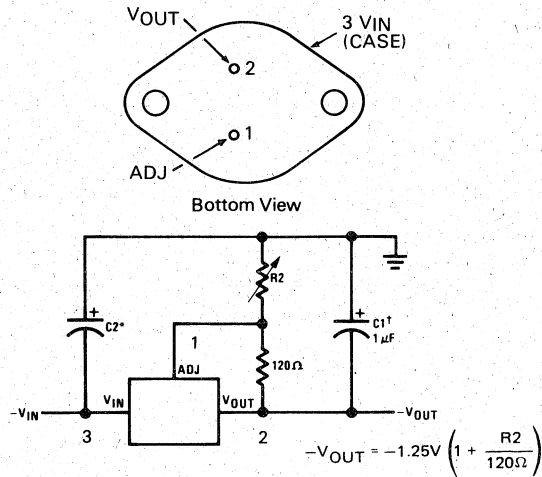 VOUT
3 VIN
(CASE)
2
1
ADJ
Bottom View
R2
+
C2*
+
C1†
1 µF
1
ADJ
120Ω
-VIN
VIN
VOUT
-VOUT
3
2
-VOUT = -1.25V (1 + R2/120Ω)